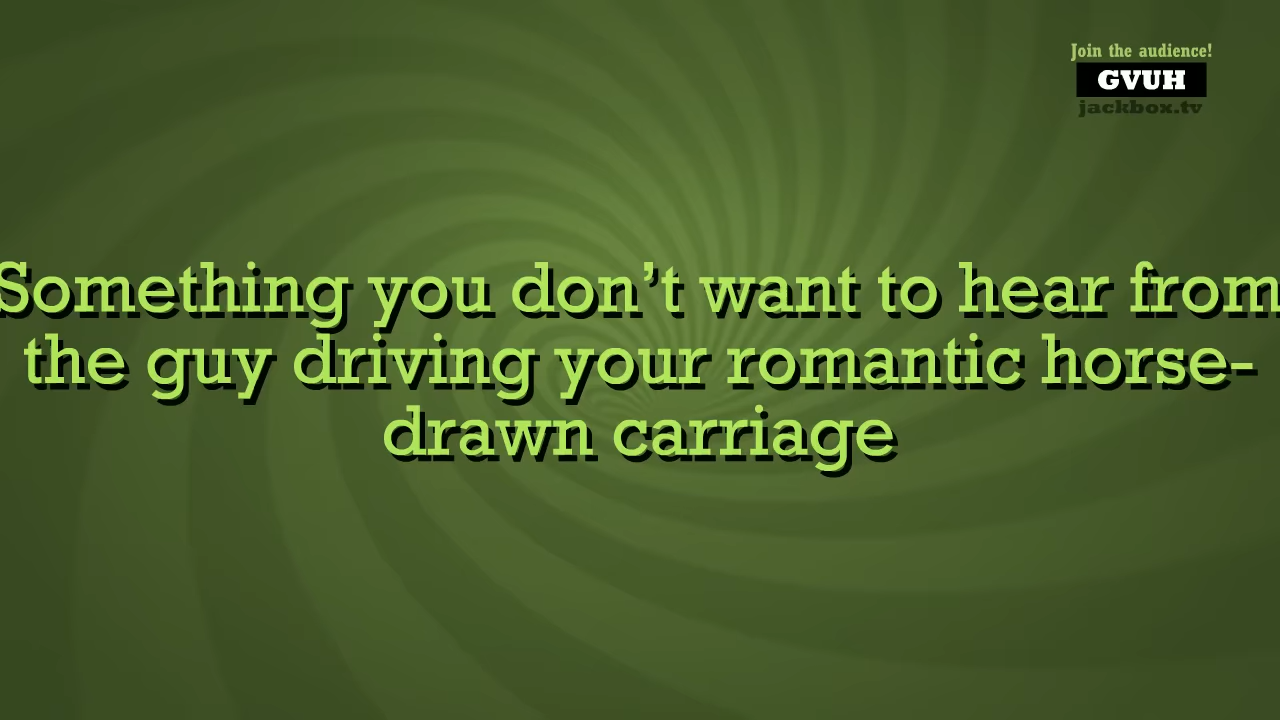 Join the audience!
GVUH
jackbox.tv
Something you don’t want to hear from
the guy driving your romantic horse-
drawn carriage